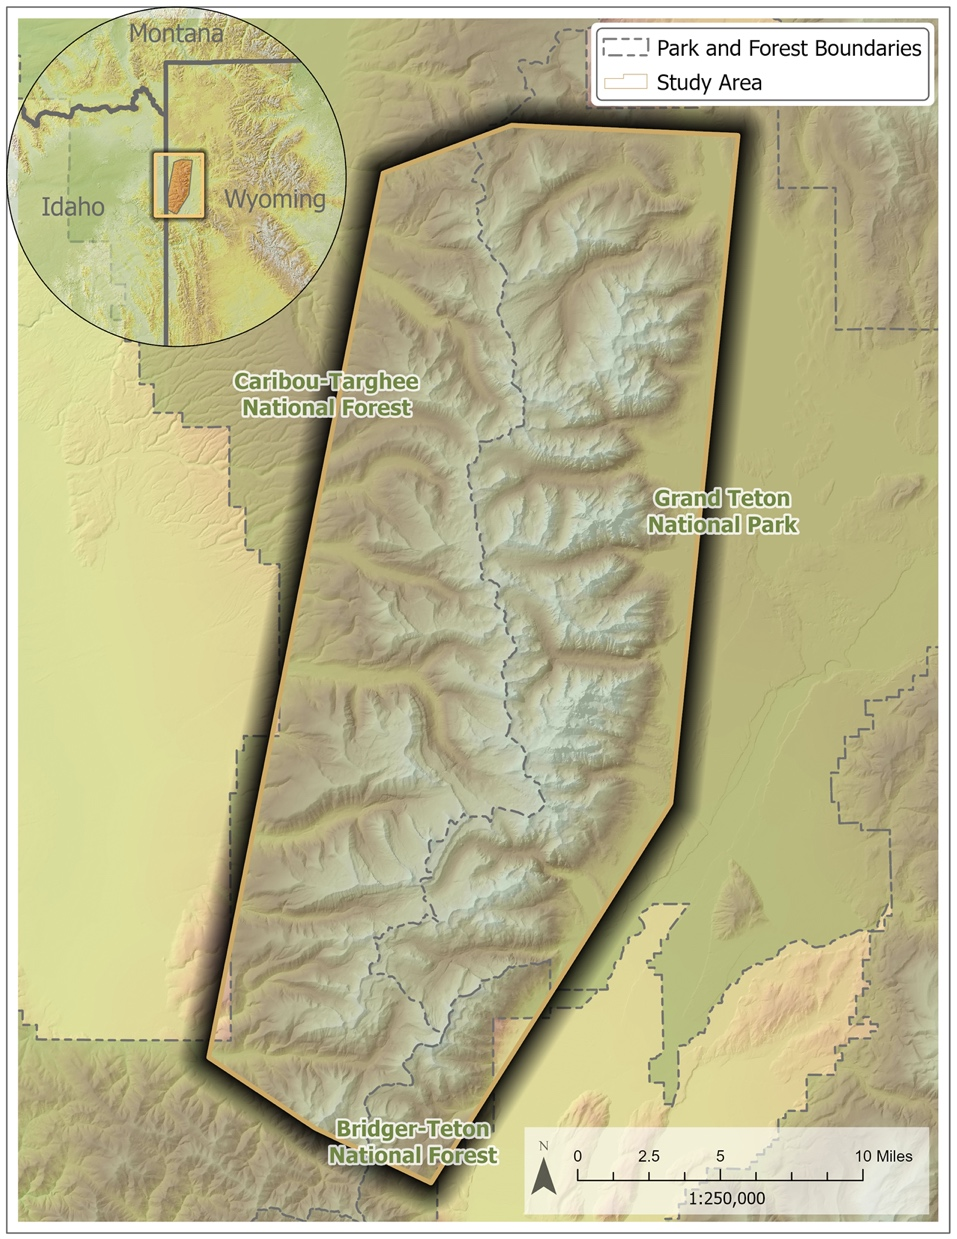 Montana
Idaho
Wyoming
Park and Forest Boundaries
Study Area
Caribou-Targhee
National Forest
Grand Teton
National Park
Bridger-Teton
National Forest
N
0 2.5 5 10 Miles
1:250,000